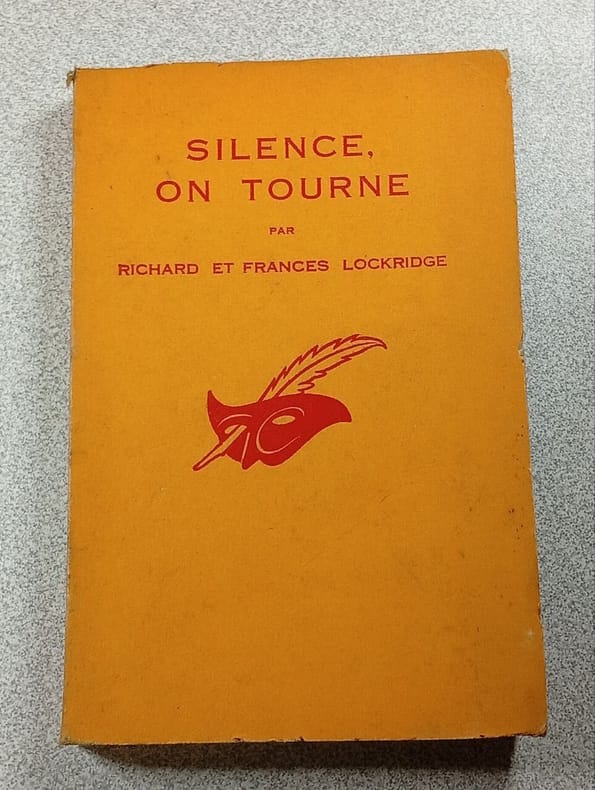 SILENCE,
ON TOURNE
PAR
RICHARD ET FRANCES LOCKRIDGE